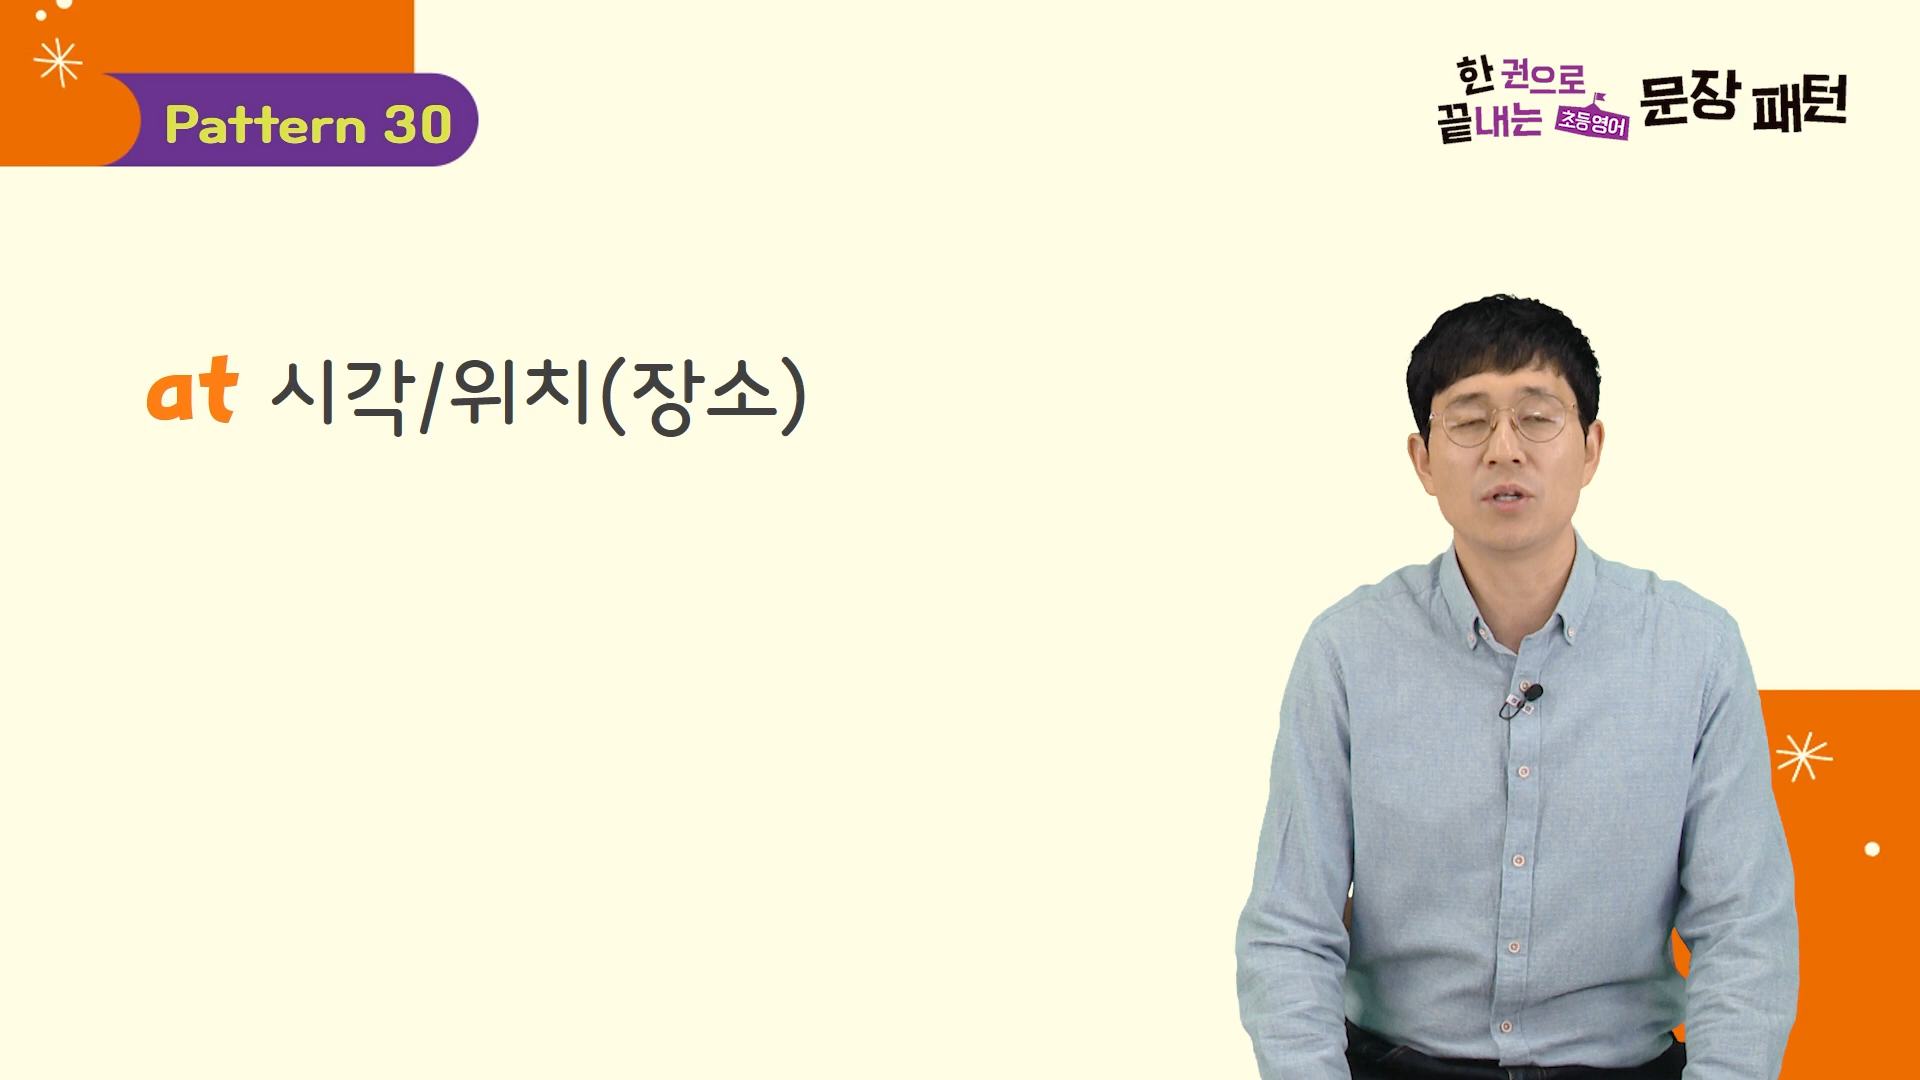 Pattern 30
한 권으로
끝내는 초등영어 문장 패턴
at 시각/위치(장소)